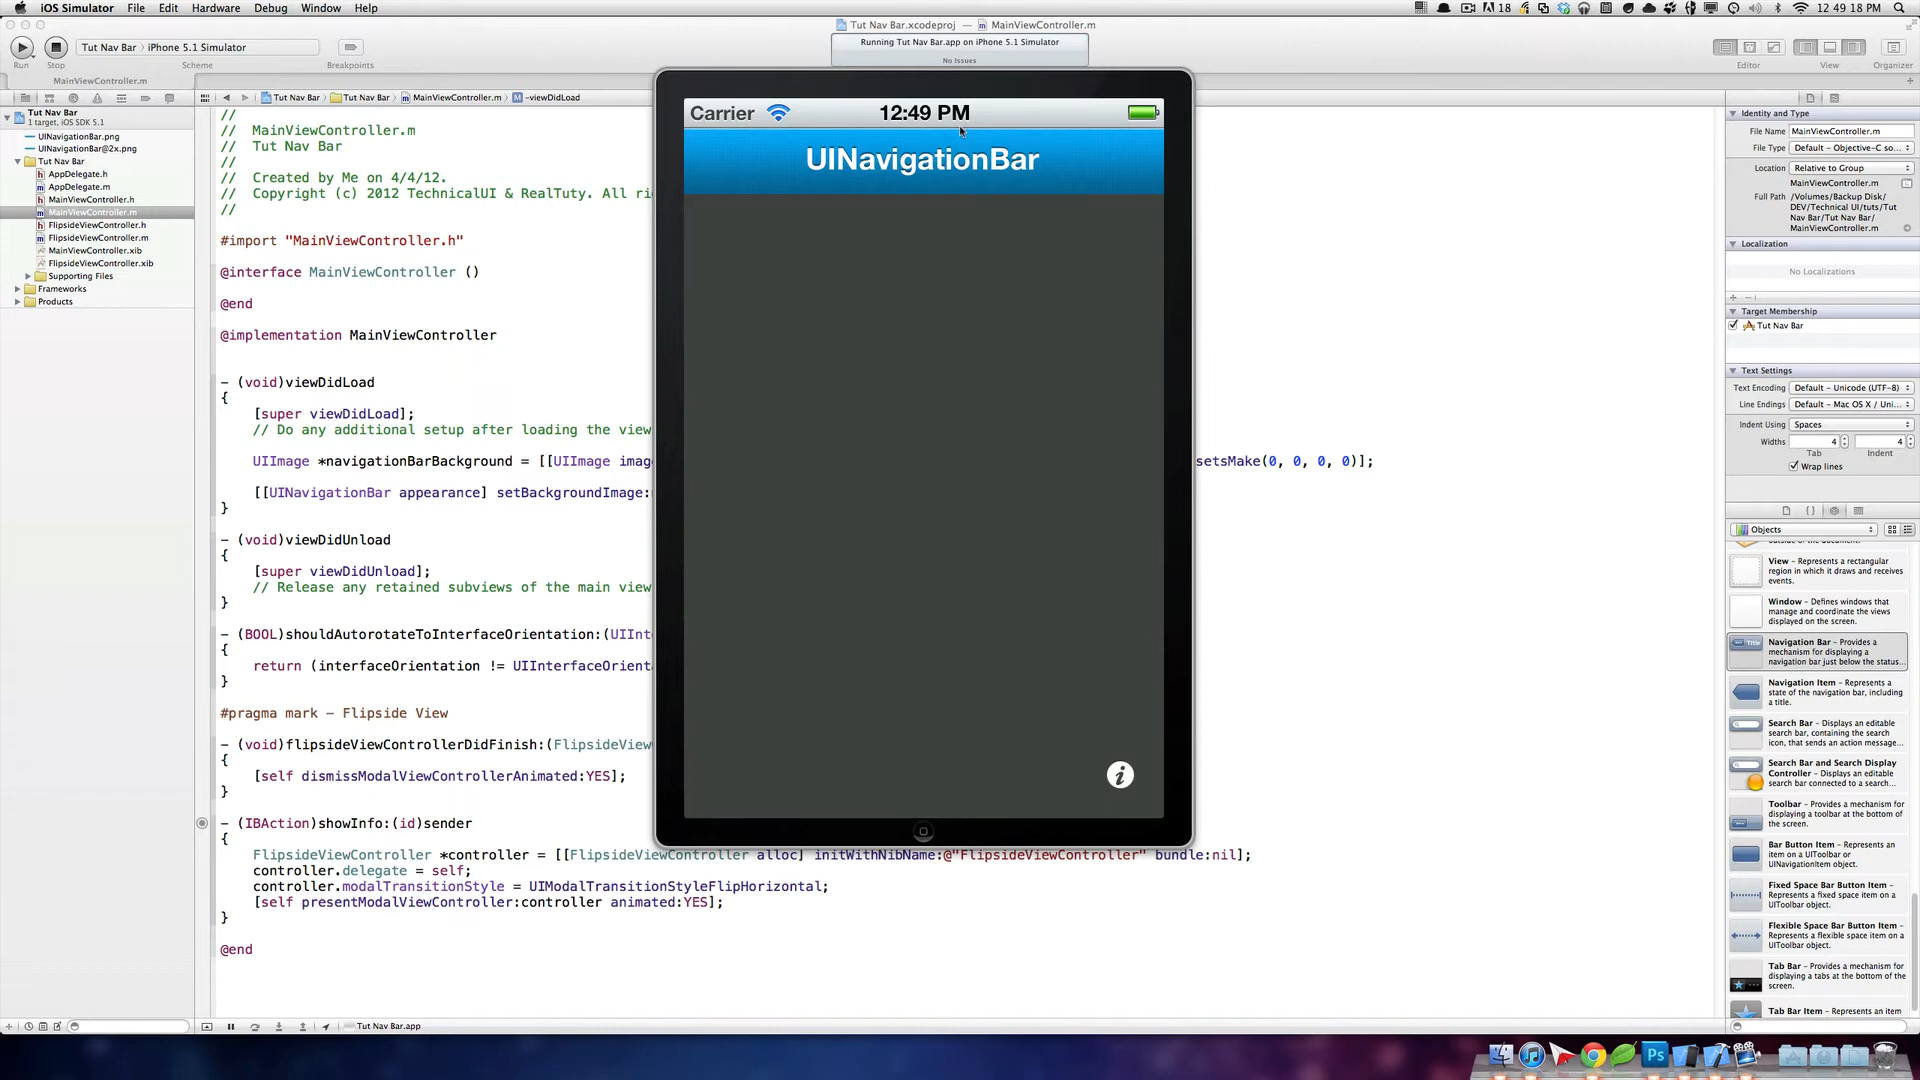 iOS Simulator File Edit Hardware Debug Window Help
18 12 49 18 PM
Tut Nav Bar.xcodeproj — MainViewController.m
Tut Nav Bar iPhone 5.1 Simulator
Running Tut Nav Bar.app on iPhone 5.1 Simulator
No Issues
Run Stop Scheme Breakpoints Editor View Organizer
MainViewController.m
Tut Nav Bar Tut Nav Bar MainViewController.m -viewDidLoad
Tut Nav Bar
1 target, iOS SDK 5.1
UINavigationBar.png
UINavigationBar@2x.png
Tut Nav Bar
AppDelegate.h
AppDelegate.m
MainViewController.h
MainViewController.m
FlipsideViewController.h
FlipsideViewController.m
MainViewController.xib
FlipsideViewController.xib
Supporting Files
Frameworks
Products
//
// MainViewController.m
// Tut Nav Bar
//
// Created by Me on 4/4/12.
// Copyright (c) 2012 TechnicalUI & RealTuty. All ri
//
#import "MainViewController.h"
@interface MainViewController ()
@end
@implementation MainViewController
- (void)viewDidLoad
{
[super viewDidLoad];
// Do any additional setup after loading the view
UIImage *navigationBarBackground = [[UIImage imag setsMake(0, 0, 0, 0)];
[[UINavigationBar appearance] setBackgroundImage:
}
- (void)viewDidUnload
{
[super viewDidUnload];
// Release any retained subviews of the main view
}
- (BOOL)shouldAutorotateToInterfaceOrientation:(UIInt
{
return (interfaceOrientation != UIInterfaceOrient
}
#pragma mark - Flipside View
- (void)flipsideViewControllerDidFinish:(FlipsideView
{
[self dismissModalViewControllerAnimated:YES];
}
- (IBAction)showInfo:(id)sender
{
FlipsideViewController *controller = [[FlipsideViewController alloc] initWithNibName:@"FlipsideViewController" bundle:nil];
controller.delegate = self;
controller.modalTransitionStyle = UIModalTransitionStyleFlipHorizontal;
[self presentModalViewController:controller animated:YES];
}
@end
Carrier 12:49 PM
UINavigationBar
i
Tut Nav Bar.app
Identity and Type
File Name MainViewController.m
File Type Default - Objective-C so...
Location Relative to Group
MainViewController.m
Full Path /Volumes/Backup Disk/
DEV/Technical UI/tuts/Tut
Nav Bar/Tut Nav Bar/
MainViewController.m
Localization
No Localizations
Target Membership
Tut Nav Bar
Text Settings
Text Encoding Default - Unicode (UTF-8)
Line Endings Default - Mac OS X / Uni...
Indent Using Spaces
Widths 4 4
Tab Indent
Wrap lines
Objects
outside of the document.
View - Represents a rectangular
region in which it draws and receives
events.
Window - Defines windows that
manage and coordinate the views
displayed on the screen.
Title
Navigation Bar - Provides a
mechanism for displaying a
navigation bar just below the status...
Navigation Item - Represents a
state of the navigation bar, including
a title.
Search Bar - Displays an editable
search bar, containing the search
icon, that sends an action message...
Search Bar and Search Display
Controller - Displays an editable
search bar connected to a search...
Toolbar - Provides a mechanism for
displaying a toolbar at the bottom of
the screen.
Bar Button Item - Represents an
item on a UIToolbar or
UINavigationItem object.
Fixed Space Bar Button Item -
Represents a fixed space item on a
UIToolbar object.
Flexible Space Bar Button Item -
Represents a flexible space item on a
UIToolbar object.
Tab Bar - Provides a mechanism for
displaying a tabs at the bottom of the
screen.
Tab Bar Item - Represents an item
Ps